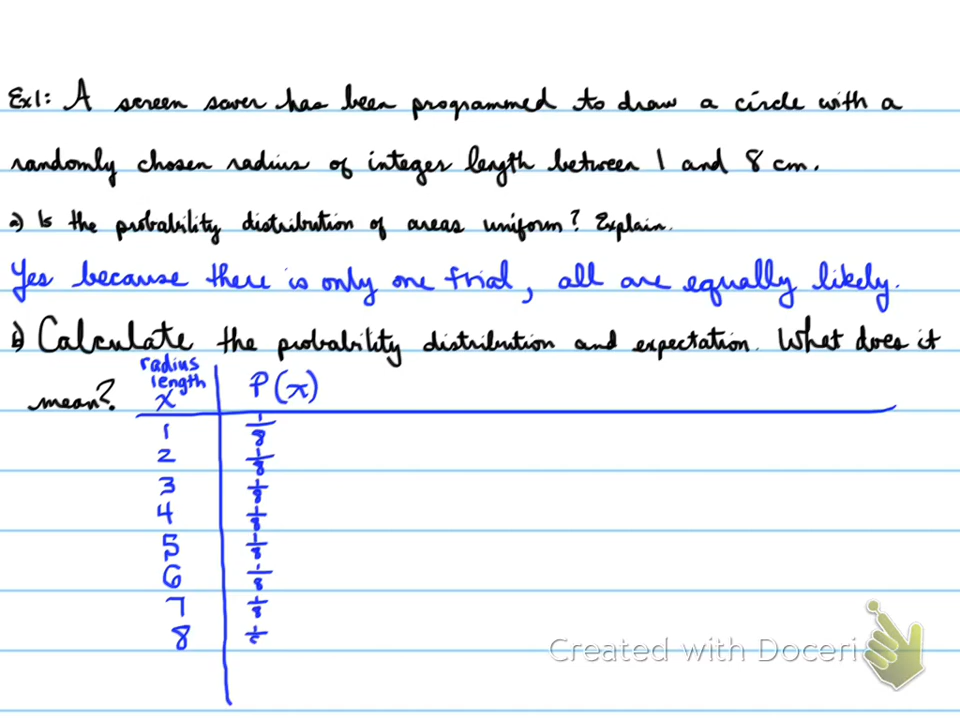 Ex1: A screen saver has been programmed to draw a circle with a
randomly chosen radius of integer length between 1 and 8 cm.
a) Is the probability distribution of areas uniform? Explain.
Yes because there is only one trial, all are equally likely.
b) Calculate the probability distribution and expectation. What does it
mean?
radius
length
x P(x)
1 1/8
2 1/8
3 1/8
4 1/8
5 1/8
6 1/8
7 1/8
8
Created with Doceri